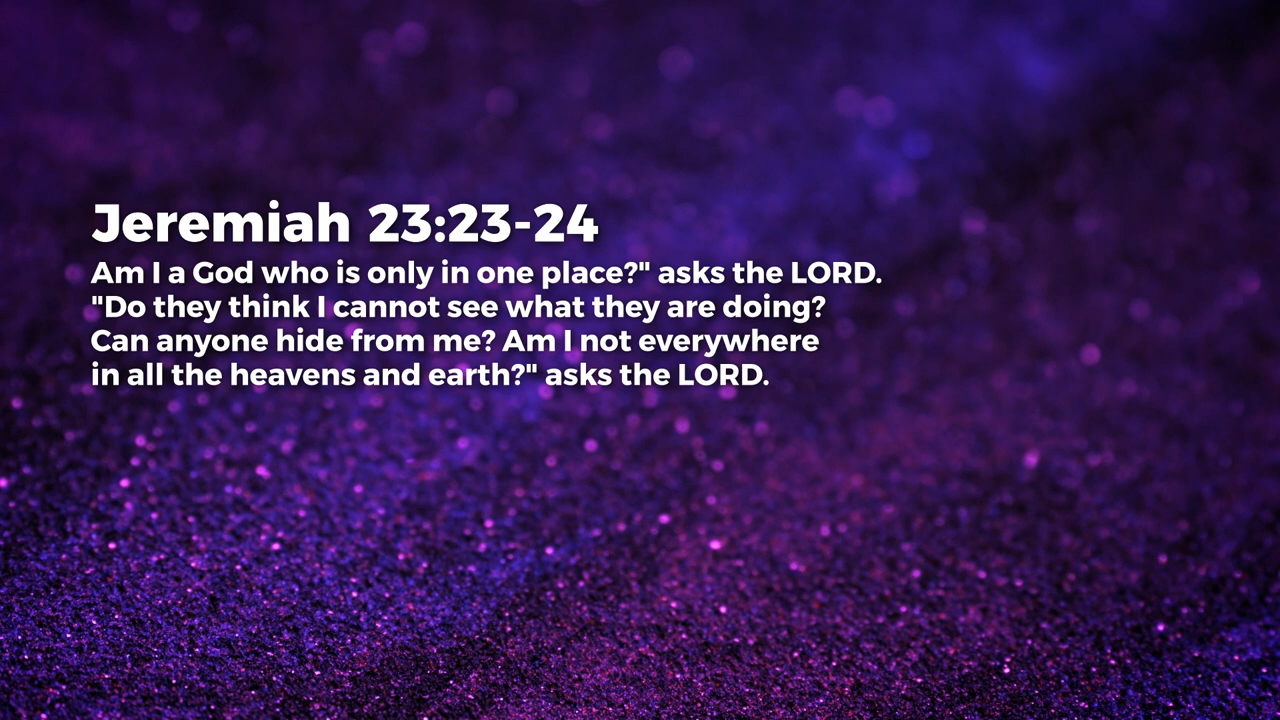 Jeremiah 23:23-24
Am I a God who is only in one place?" asks the LORD.
"Do they think I cannot see what they are doing?
Can anyone hide from me? Am I not everywhere
in all the heavens and earth?" asks the LORD.